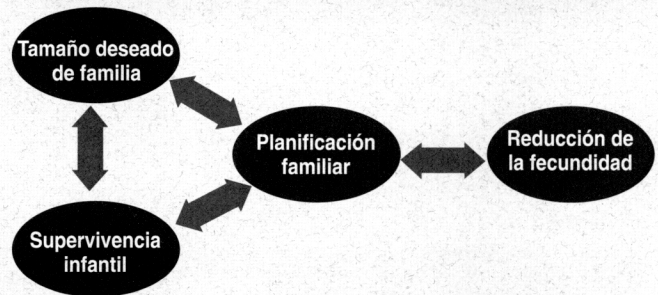 Tamaño deseado
de familia
Planificación
familiar
Reducción de
la fecundidad
Supervivencia
infantil